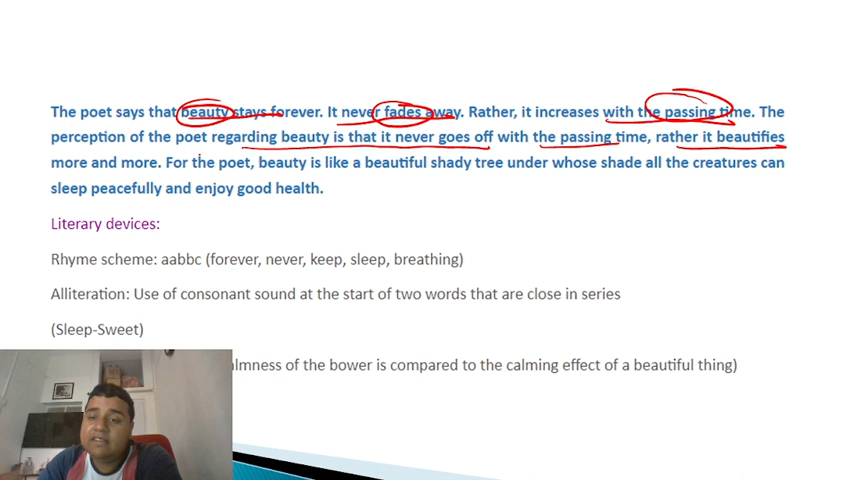 The poet says that beauty stays forever. It never fades away. Rather, it increases with the passing time. The
perception of the poet regarding beauty is that it never goes off with the passing time, rather it beautifies
more and more. For the poet, beauty is like a beautiful shady tree under whose shade all the creatures can
sleep peacefully and enjoy good health.
Literary devices:
Rhyme scheme: aabbc (forever, never, keep, sleep, breathing)
Alliteration: Use of consonant sound at the start of two words that are close in series
(Sleep-Sweet)
of the bower is compared to the calming effect of a beautiful thing)